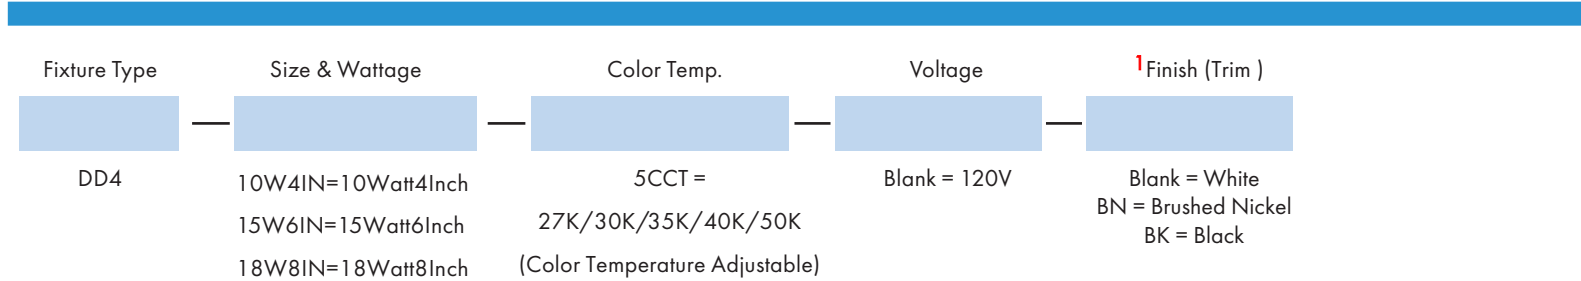 Fixture Type
Size & Wattage
Color Temp.
Voltage
1Finish (Trim )
DD4
10W4IN=10Watt4Inch
15W6IN=15Watt6Inch
18W8IN=18Watt8Inch
5CCT =
27K/30K/35K/40K/50K
(Color Temperature Adjustable)
Blank = 120V
Blank = White
BN = Brushed Nickel
BK = Black